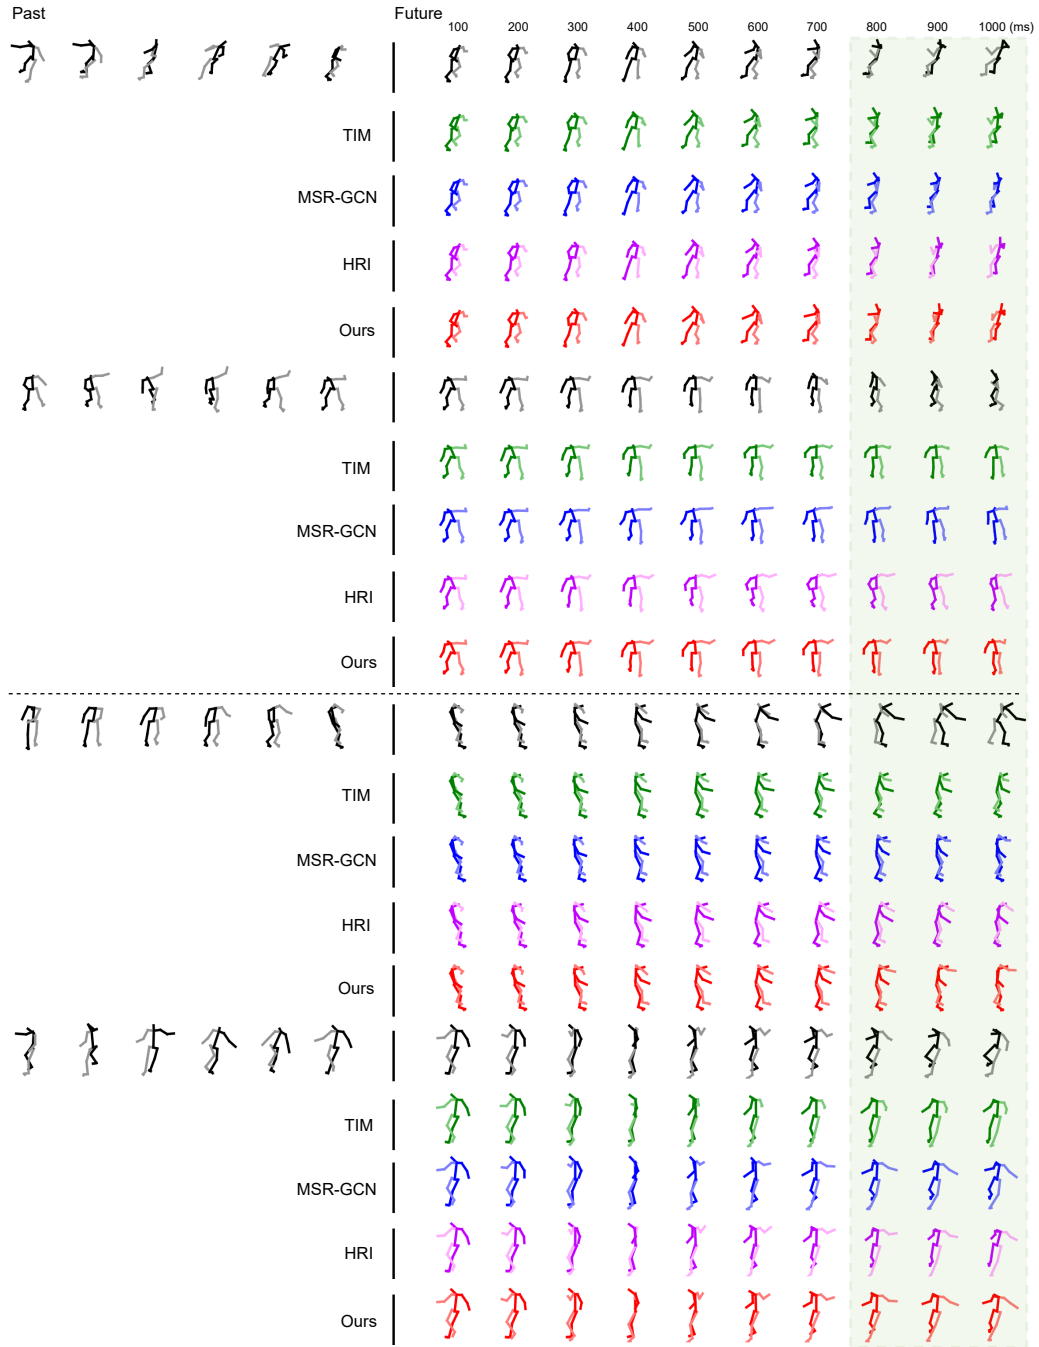 Past Future
100 200 300 400 500 600 700 800 900 1000 (ms)
TIM
MSR-GCN
HRI
Ours
TIM
MSR-GCN
HRI
Ours
TIM
MSR-GCN
HRI
Ours
TIM
MSR-GCN
HRI
Ours